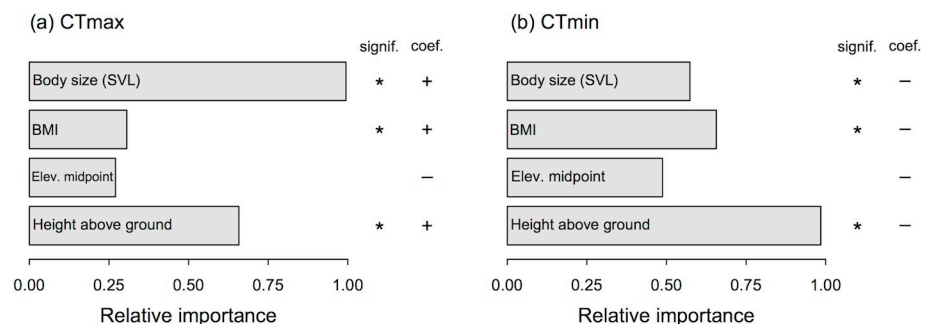 (a) CTmax
signif. coef.
Body size (SVL) * +
BMI * +
Elev. midpoint −
Height above ground * +
0.00 0.25 0.50 0.75 1.00
Relative importance
(b) CTmin
signif. coef.
Body size (SVL) * −
BMI * −
Elev. midpoint −
Height above ground * −
0.00 0.25 0.50 0.75 1.00
Relative importance